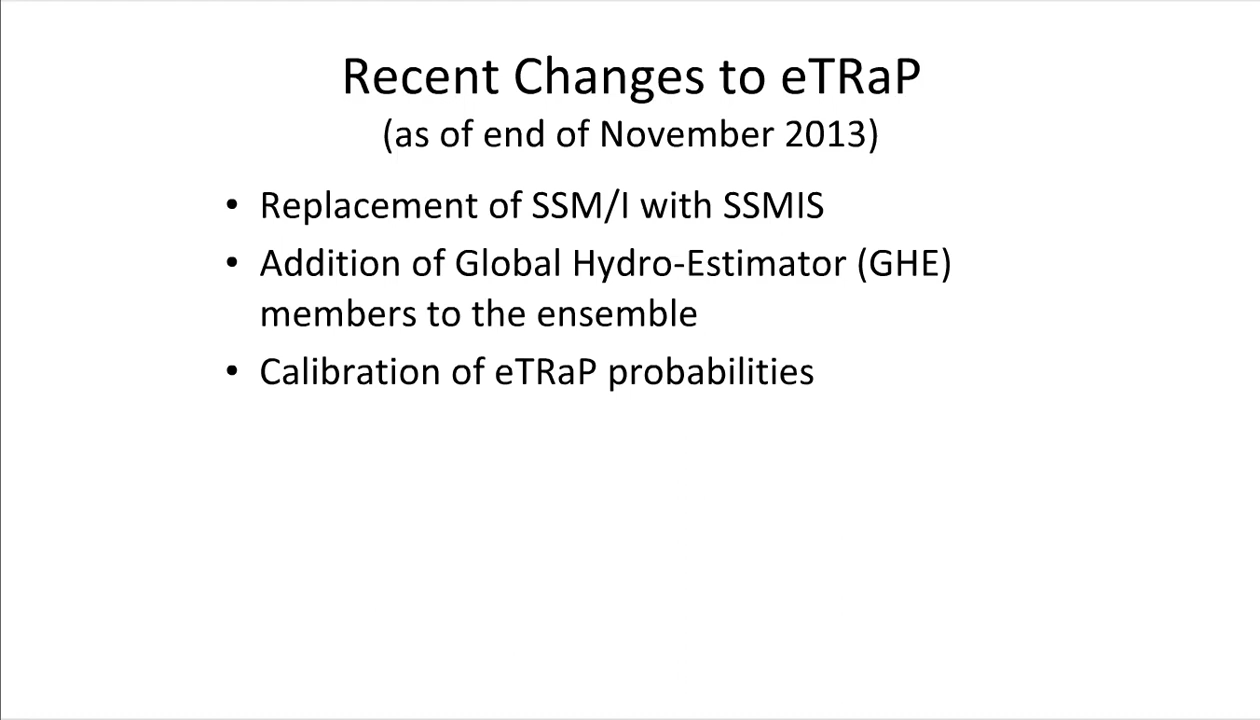 Recent Changes to eTRaP
(as of end of November 2013)
• Replacement of SSM/I with SSMIS
• Addition of Global Hydro-Estimator (GHE)
members to the ensemble
• Calibration of eTRaP probabilities